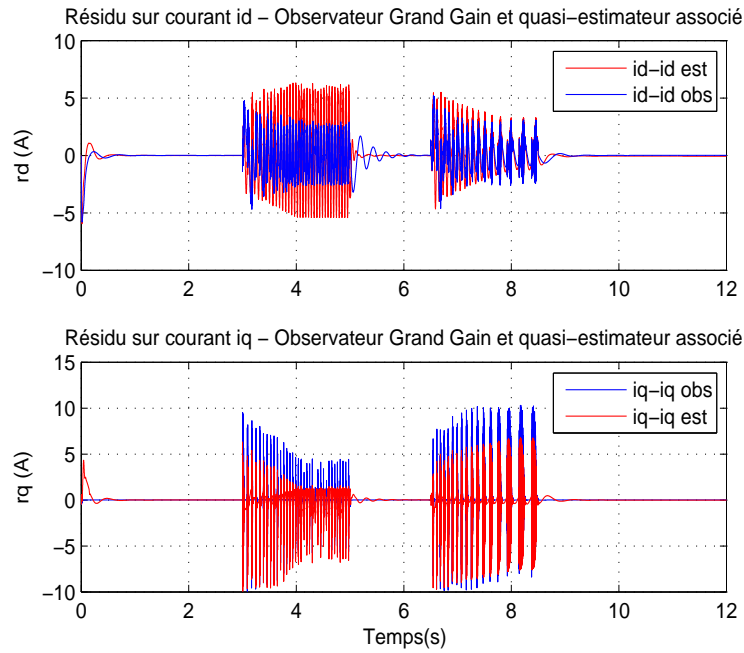 Résidu sur courant id − Observateur Grand Gain et quasi−estimateur associé
10
5
0
−5
−10
rd (A)
id−id est
id−id obs
0
2
4
6
8
10
12
Résidu sur courant iq − Observateur Grand Gain et quasi−estimateur associé
15
10
5
0
−5
−10
rq (A)
iq−iq obs
iq−iq est
0
2
4
6
8
10
12
Temps(s)